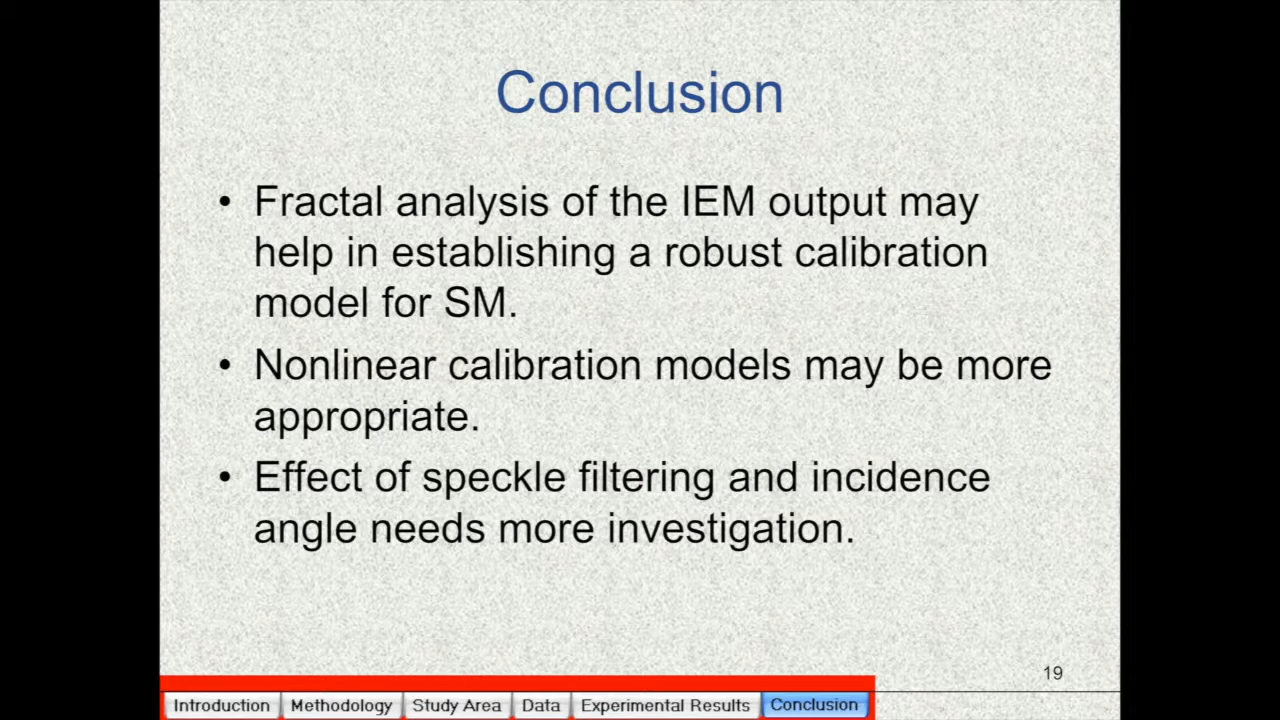 Conclusion
• Fractal analysis of the IEM output may
help in establishing a robust calibration
model for SM.
• Nonlinear calibration models may be more
appropriate.
• Effect of speckle filtering and incidence
angle needs more investigation.
19
Introduction Methodology Study Area Data Experimental Results Conclusion